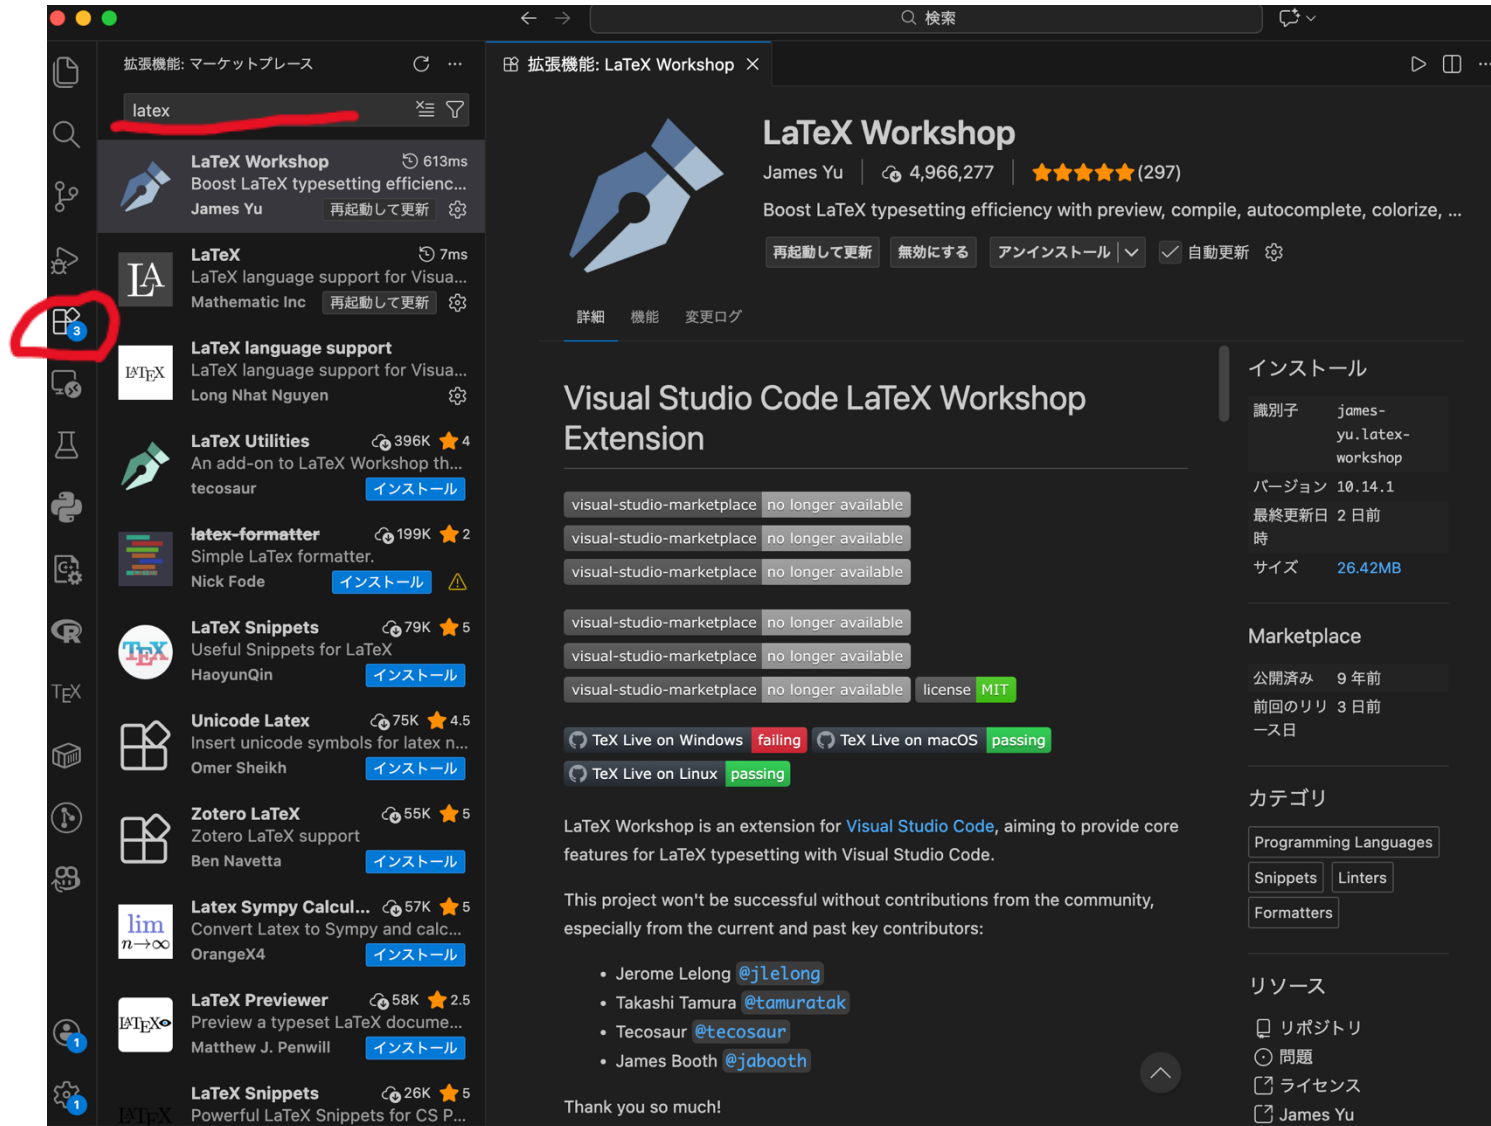 検索
拡張機能: マーケットプレース
latex
LaTeX Workshop 613ms
Boost LaTeX typesetting efficienc...
James Yu 再起動して更新
LaTeX 7ms
LaTeX language support for Visua...
Mathematic Inc 再起動して更新
LaTeX language support
LaTeX language support for Visua...
Long Nhat Nguyen
LaTeX Utilities 396K 4
An add-on to LaTeX Workshop th...
tecosaur インストール
latex-formatter 199K 2
Simple LaTex formatter.
Nick Fode インストール
LaTeX Snippets 79K 5
Useful Snippets for LaTeX
HaoyunQin インストール
Unicode Latex 75K 4.5
Insert unicode symbols for latex n...
Omer Sheikh インストール
Zotero LaTeX 55K 5
Zotero LaTeX support
Ben Navetta インストール
Latex Sympy Calcul... 57K 5
Convert Latex to Sympy and calc...
OrangeX4 インストール
LaTeX Previewer 58K 2.5
Preview a typeset LaTeX docume...
Matthew J. Penwill インストール
LaTeX Snippets 26K 5
Powerful LaTeX Snippets for CS P...
3
TEX
1
1
LA
LATEX
TEX
lim
n→∞
LATEX
LATEX
拡張機能: LaTeX Workshop
LaTeX Workshop
James Yu 4,966,277 (297)
Boost LaTeX typesetting efficiency with preview, compile, autocomplete, colorize, ...
再起動して更新 無効にする アンインストール 自動更新
詳細 機能 変更ログ
Visual Studio Code LaTeX Workshop
Extension
visual-studio-marketplace no longer available
visual-studio-marketplace no longer available
visual-studio-marketplace no longer available
visual-studio-marketplace no longer available
visual-studio-marketplace no longer available
visual-studio-marketplace no longer available license MIT
TeX Live on Windows failing TeX Live on macOS passing
TeX Live on Linux passing
LaTeX Workshop is an extension for Visual Studio Code, aiming to provide core
features for LaTeX typesetting with Visual Studio Code.
This project won't be successful without contributions from the community,
especially from the current and past key contributors:
• Jerome Lelong @jlelong
• Takashi Tamura @tamuratak
• Tecosaur @tecosaur
• James Booth @jabooth
Thank you so much!
インストール
識別子 james-
yu.latex-
workshop
バージョン 10.14.1
最終更新日 2 日前
時
サイズ 26.42MB
Marketplace
公開済み 9 年前
前回のリリ 3 日前
ース日
カテゴリ
Programming Languages
Snippets Linters
Formatters
リソース
リポジトリ
問題
ライセンス
James Yu